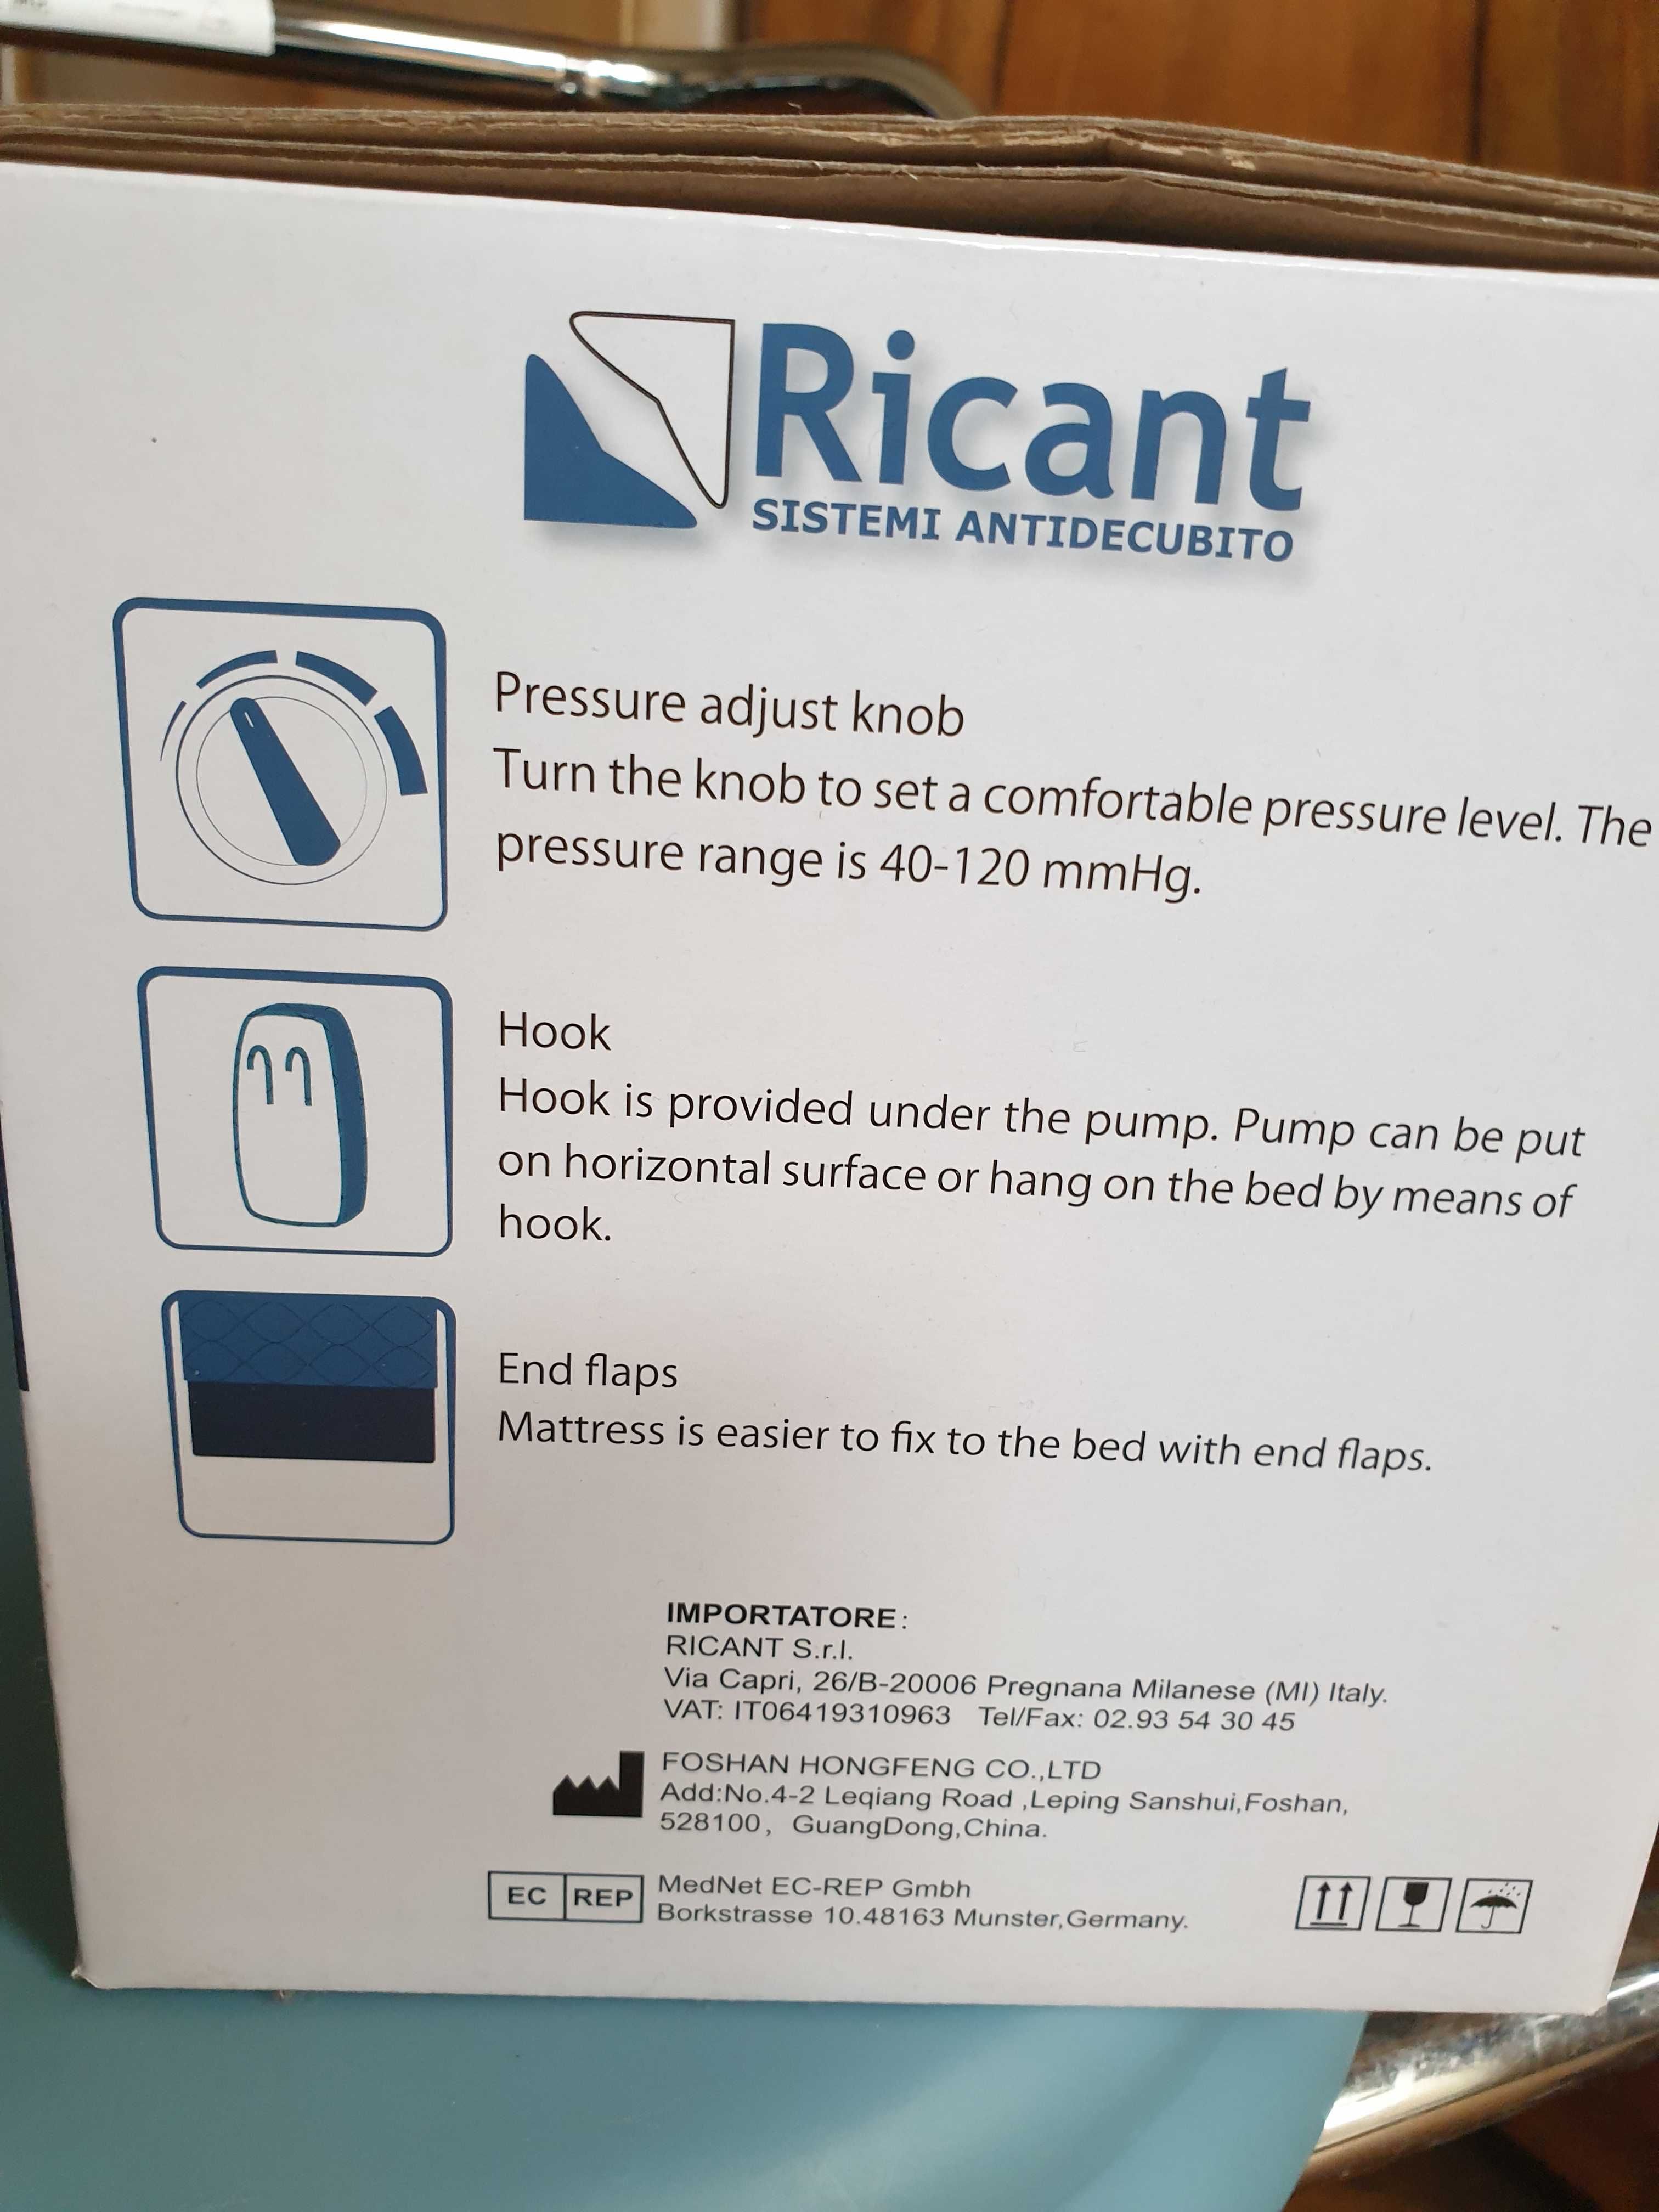 Ricant
SISTEMI ANTIDECUBITO
Pressure adjust knob
Turn the knob to set a comfortable pressure level. The
pressure range is 40-120 mmHg.
Hook
Hook is provided under the pump. Pump can be put
on horizontal surface or hang on the bed by means of
hook.
End flaps
Mattress is easier to fix to the bed with end flaps.
IMPORTATORE:
RICANT S.r.l.
Via Capri, 26/B-20006 Pregnana Milanese (MI) Italy.
VAT: IT06419310963 Tel/Fax: 02.93 54 30 45
FOSHAN HONGFENG CO.,LTD
Add:No.4-2 Leqiang Road ,Leping Sanshui,Foshan,
528100, GuangDong,China.
EC REP
MedNet EC-REP Gmbh
Borkstrasse 10.48163 Munster,Germany.